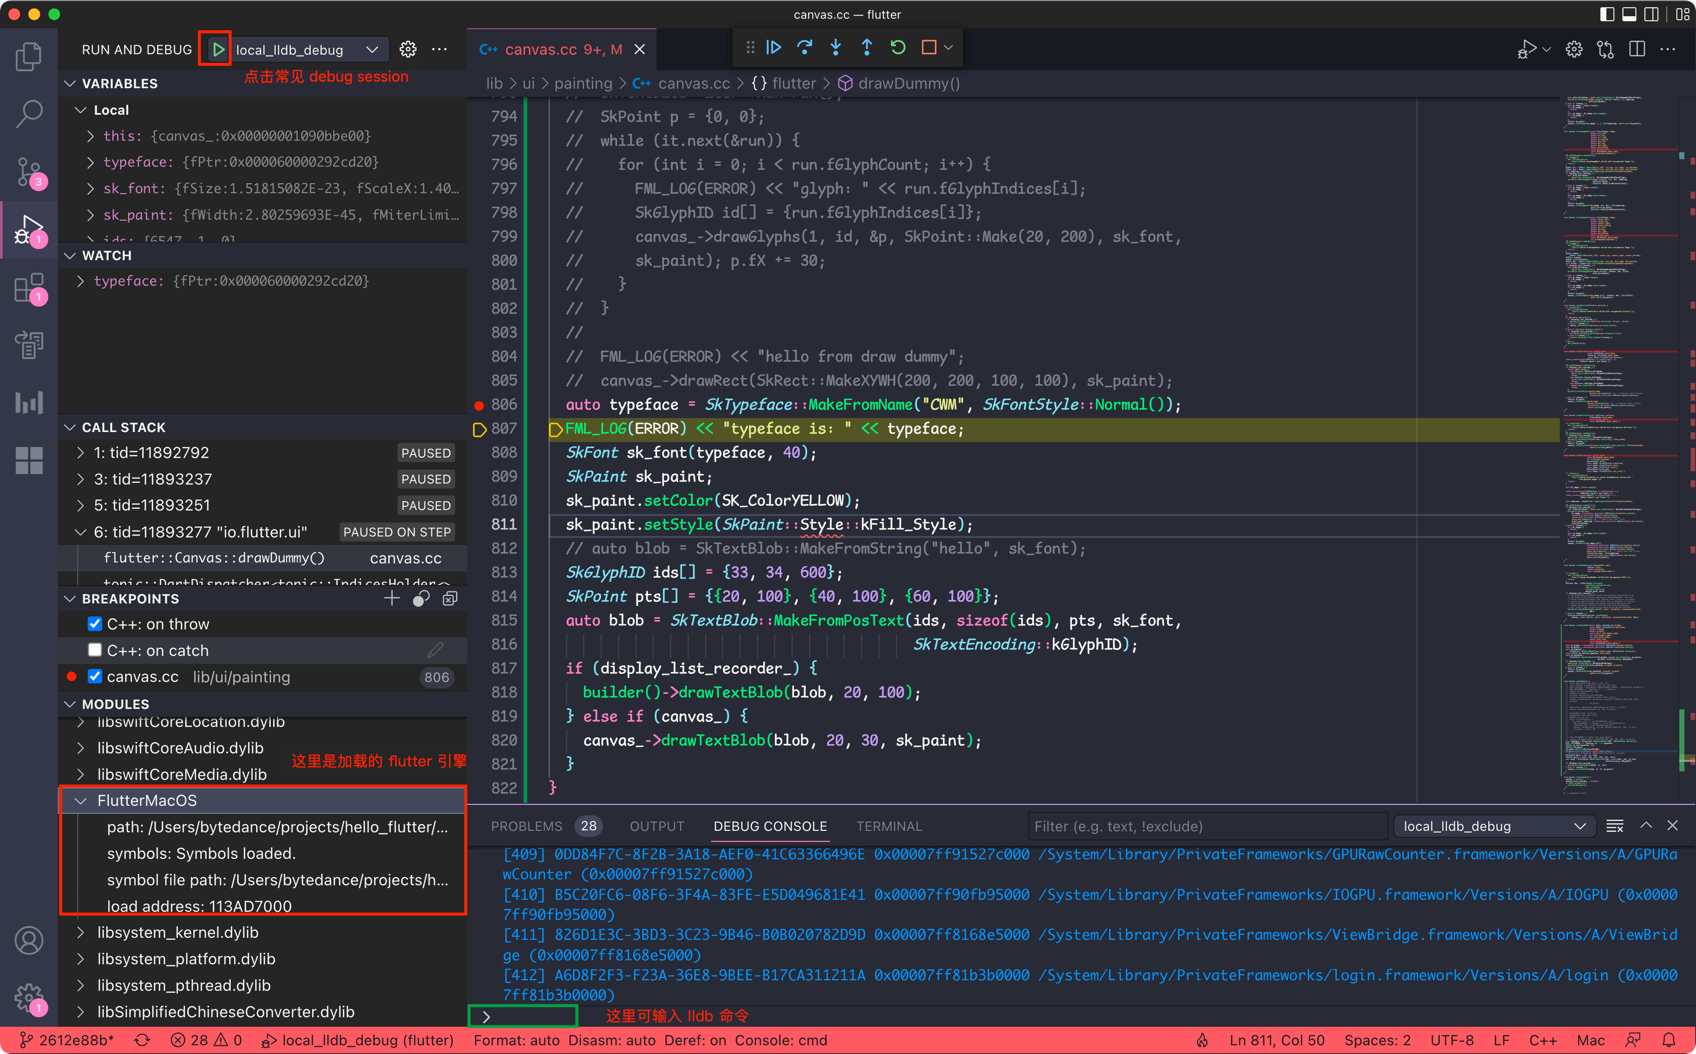 canvas.cc — flutter
RUN AND DEBUG
local_lldb_debug
点击常见 debug session
VARIABLES
Local
this: {canvas_:0x00000001090bbe00}
typeface: {fPtr:0x000060000292cd20}
sk_font: {fSize:1.51815082E-23, fScaleX:1.40…
sk_paint: {fWidth:2.80259693E-45, fMiterLimi…
ids: [6547, 1, 0]
WATCH
typeface: {fPtr:0x000060000292cd20}
CALL STACK
1: tid=11892792 PAUSED
3: tid=11893237 PAUSED
5: tid=11893251 PAUSED
6: tid=11893277 "io.flutter.ui" PAUSED ON STEP
flutter::Canvas::drawDummy() canvas.cc
tonic::DartDispatcher<tonic::IndicesHolder<>
BREAKPOINTS
C++: on throw
C++: on catch
canvas.cc lib/ui/painting 806
MODULES
libswiftCoreLocation.dylib
libswiftCoreAudio.dylib
这里是加载的 flutter 引擎
libswiftCoreMedia.dylib
FlutterMacOS
path: /Users/bytedance/projects/hello_flutter/...
symbols: Symbols loaded.
symbol file path: /Users/bytedance/projects/h...
load address: 113AD7000
libsystem_kernel.dylib
libsystem_platform.dylib
libsystem_pthread.dylib
libSimplifiedChineseConverter.dylib
3
1
1
1
C++ canvas.cc 9+, M
lib > ui > painting > C++ canvas.cc > {} flutter > drawDummy()
794 // SkPoint p = {0, 0};
795 // while (it.next(&run)) {
796 // for (int i = 0; i < run.fGlyphCount; i++) {
797 // FML_LOG(ERROR) << "glyph: " << run.fGlyphIndices[i];
798 // SkGlyphID id[] = {run.fGlyphIndices[i]};
799 // canvas_->drawGlyphs(1, id, &p, SkPoint::Make(20, 200), sk_font,
800 // sk_paint); p.fX += 30;
801 // }
802 // }
803 //
804 // FML_LOG(ERROR) << "hello from draw dummy";
805 // canvas_->drawRect(SkRect::MakeXYWH(200, 200, 100, 100), sk_paint);
806 auto typeface = SkTypeface::MakeFromName("CWM", SkFontStyle::Normal());
807 FML_LOG(ERROR) << "typeface is: " << typeface;
808 SkFont sk_font(typeface, 40);
809 SkPaint sk_paint;
810 sk_paint.setColor(SK_ColorYELLOW);
811 sk_paint.setStyle(SkPaint::Style::kFill_Style);
812 // auto blob = SkTextBlob::MakeFromString("hello", sk_font);
813 SkGlyphID ids[] = {33, 34, 600};
814 SkPoint pts[] = {{20, 100}, {40, 100}, {60, 100}};
815 auto blob = SkTextBlob::MakeFromPosText(ids, sizeof(ids), pts, sk_font,
816 SkTextEncoding::kGlyphID);
817 if (display_list_recorder_) {
818 builder()->drawTextBlob(blob, 20, 100);
819 } else if (canvas_) {
820 canvas_->drawTextBlob(blob, 20, 30, sk_paint);
821 }
822 }
PROBLEMS 28 OUTPUT DEBUG CONSOLE TERMINAL
Filter (e.g. text, !exclude)
local_lldb_debug
[409] 0DD84F7C-8F2B-3A18-AEF0-41C63366496E 0x00007ff91527c000 /System/Library/PrivateFrameworks/GPURawCounter.framework/Versions/A/GPURa
wCounter (0x00007ff91527c000)
[410] B5C20FC6-08F6-3F4A-83FE-E5D049681E41 0x00007ff90fb95000 /System/Library/PrivateFrameworks/IOGPU.framework/Versions/A/IOGPU (0x0000
7ff90fb95000)
[411] 826D1E3C-3BD3-3C23-9B46-B0B020782D9D 0x00007ff8168e5000 /System/Library/PrivateFrameworks/ViewBridge.framework/Versions/A/ViewBrid
ge (0x00007ff8168e5000)
[412] A6D8F2F3-F23A-36E8-9BEE-B17CA311211A 0x00007ff81b3b0000 /System/Library/PrivateFrameworks/login.framework/Versions/A/login (0x0000
7ff81b3b0000)
这里可输入 lldb 命令
2612e88b* 28 0 local_lldb_debug (flutter) Format: auto Disasm: auto Deref: on Console: cmd Ln 811, Col 50 Spaces: 2 UTF-8 LF C++ Mac